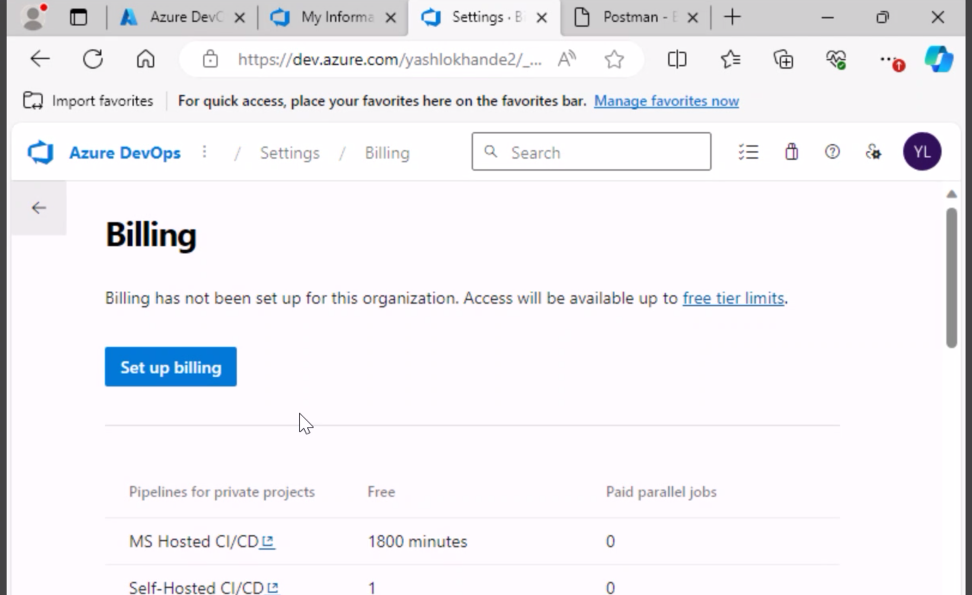 Azure DevC
My Informa
Settings · B
Postman - E
https://dev.azure.com/yashlokhande2/_...
Import favorites
For quick access, place your favorites here on the favorites bar. Manage favorites now
Azure DevOps / Settings / Billing
Search
YL
Billing
Billing has not been set up for this organization. Access will be available up to free tier limits.
Set up billing
Pipelines for private projects Free Paid parallel jobs
MS Hosted CI/CD 1800 minutes 0
Self-Hosted CI/CD 1 0